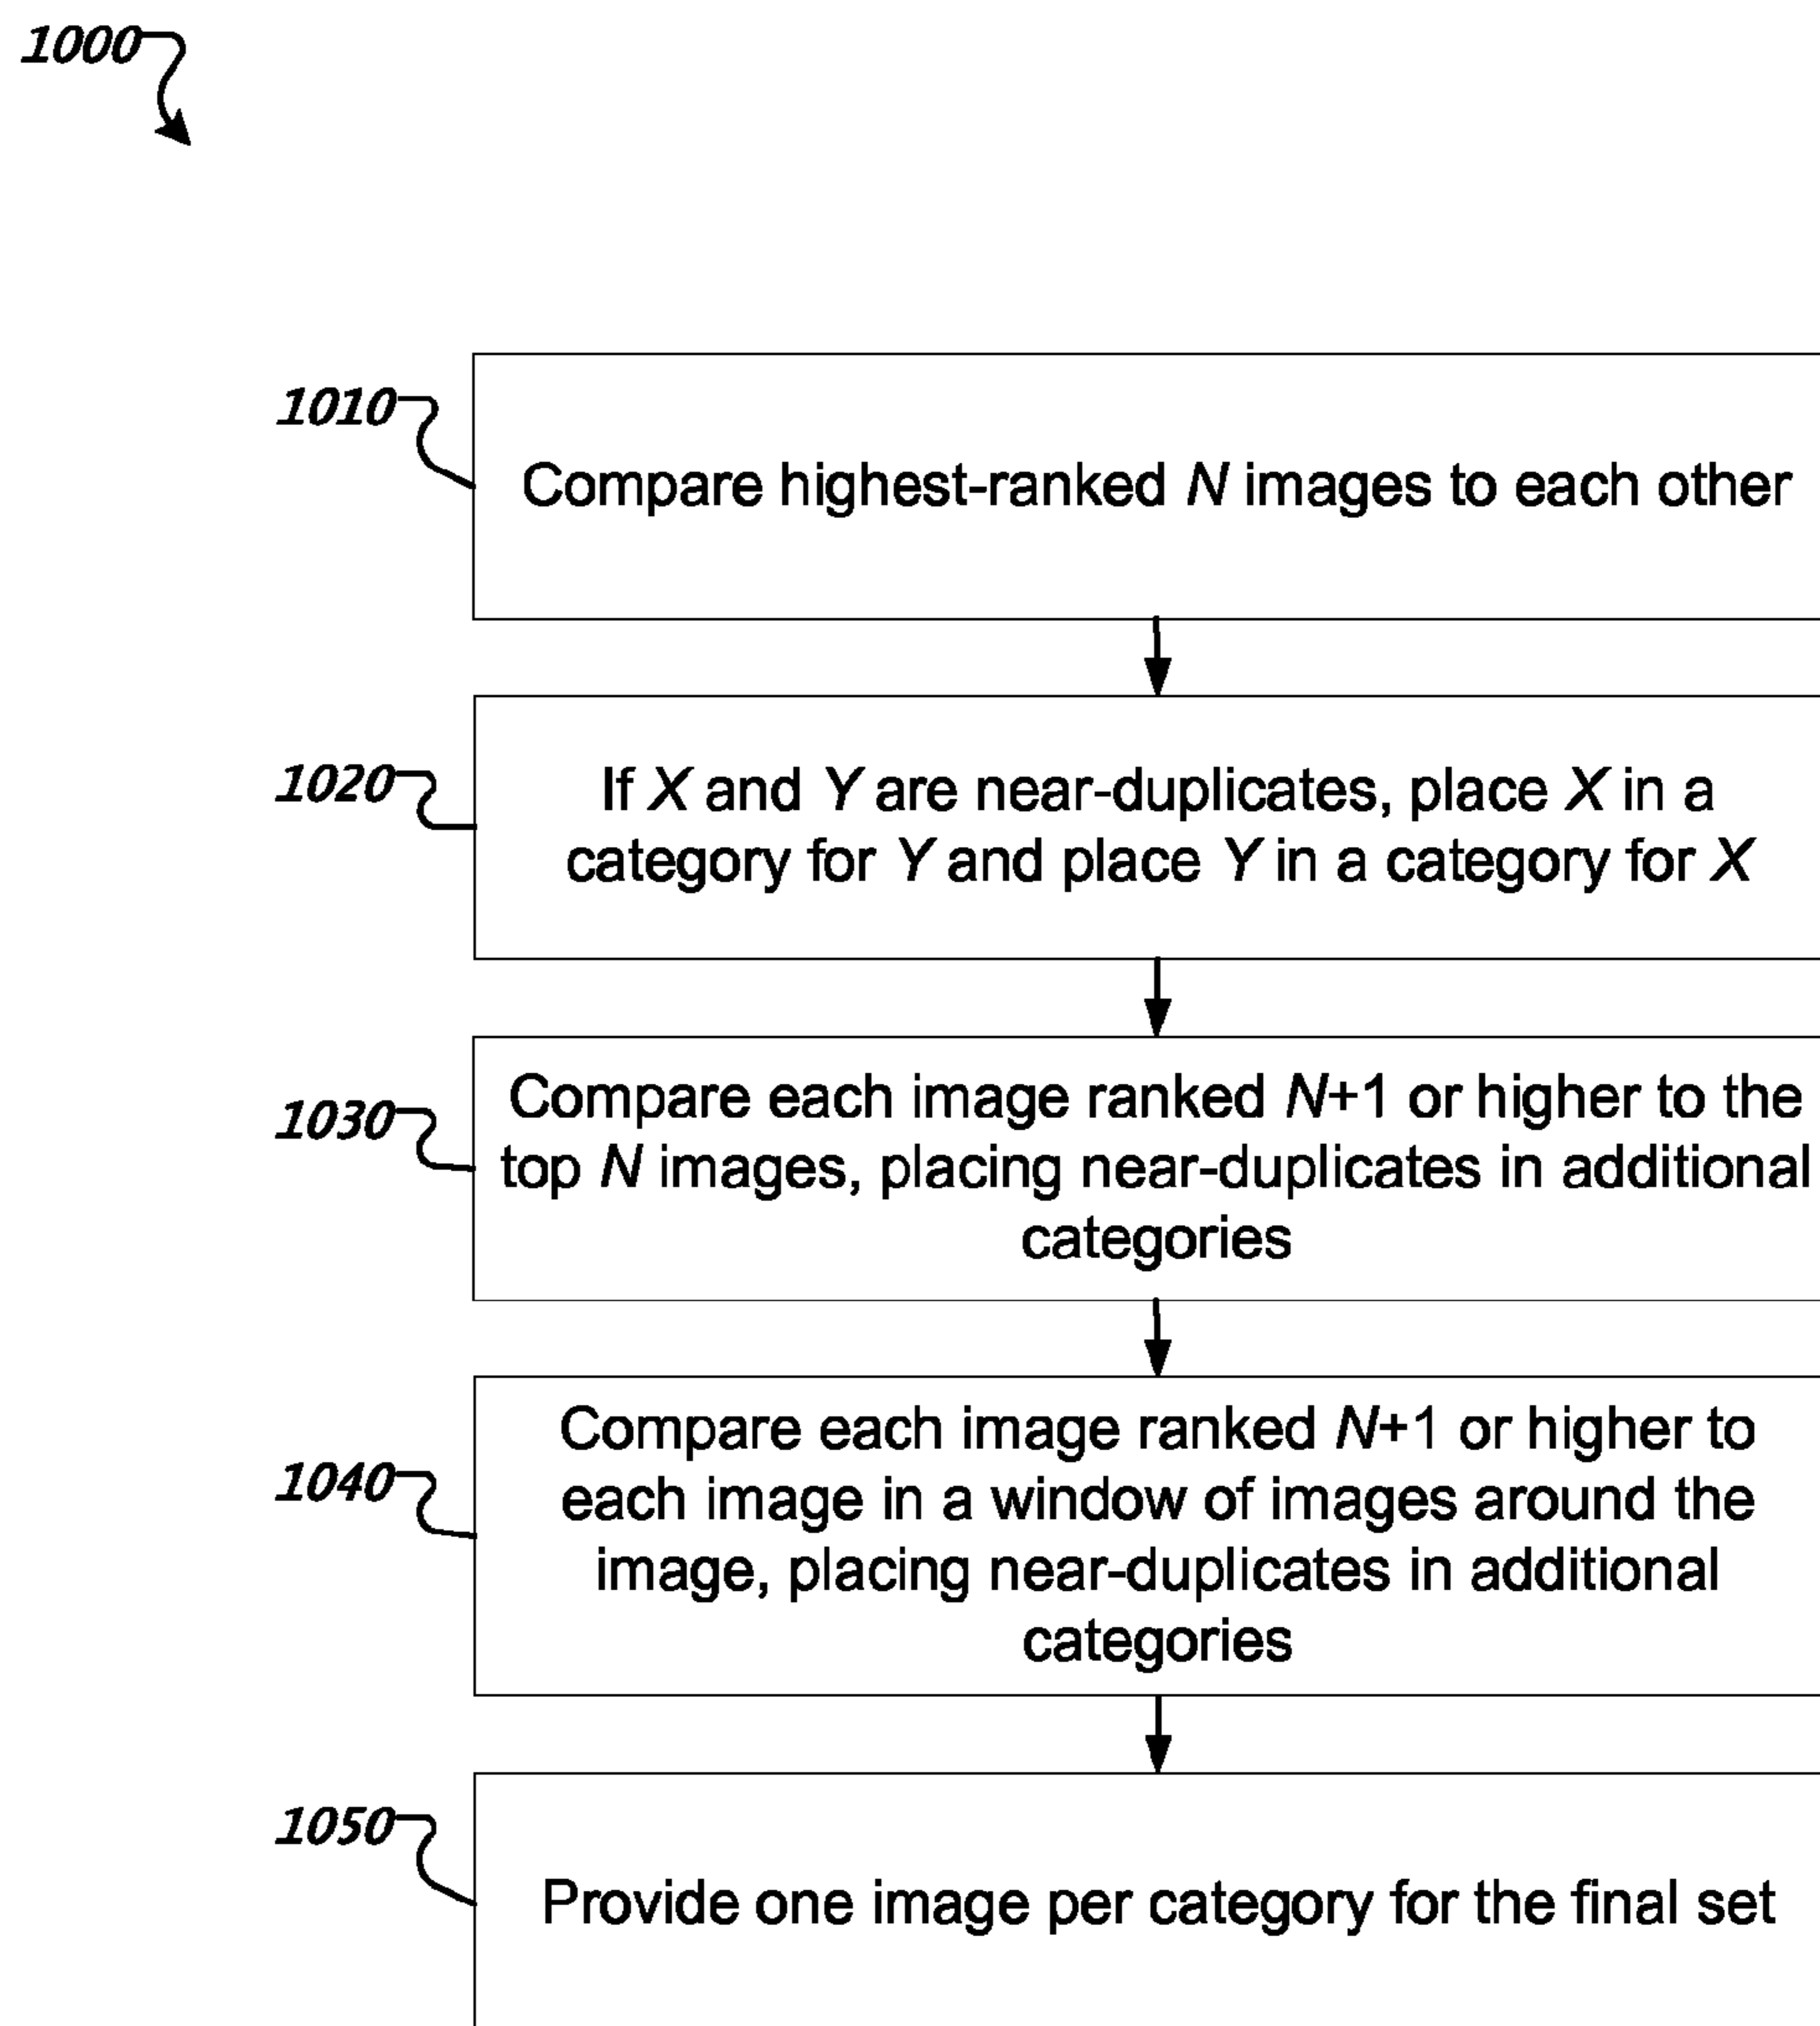 1000
1010
Compare highest-ranked N images to each other
1020
If X and Y are near-duplicates, place X in a
category for Y and place Y in a category for X
1030
Compare each image ranked N+1 or higher to the
top N images, placing near-duplicates in additional
categories
1040
Compare each image ranked N+1 or higher to
each image in a window of images around the
image, placing near-duplicates in additional
categories
1050
Provide one image per category for the final set